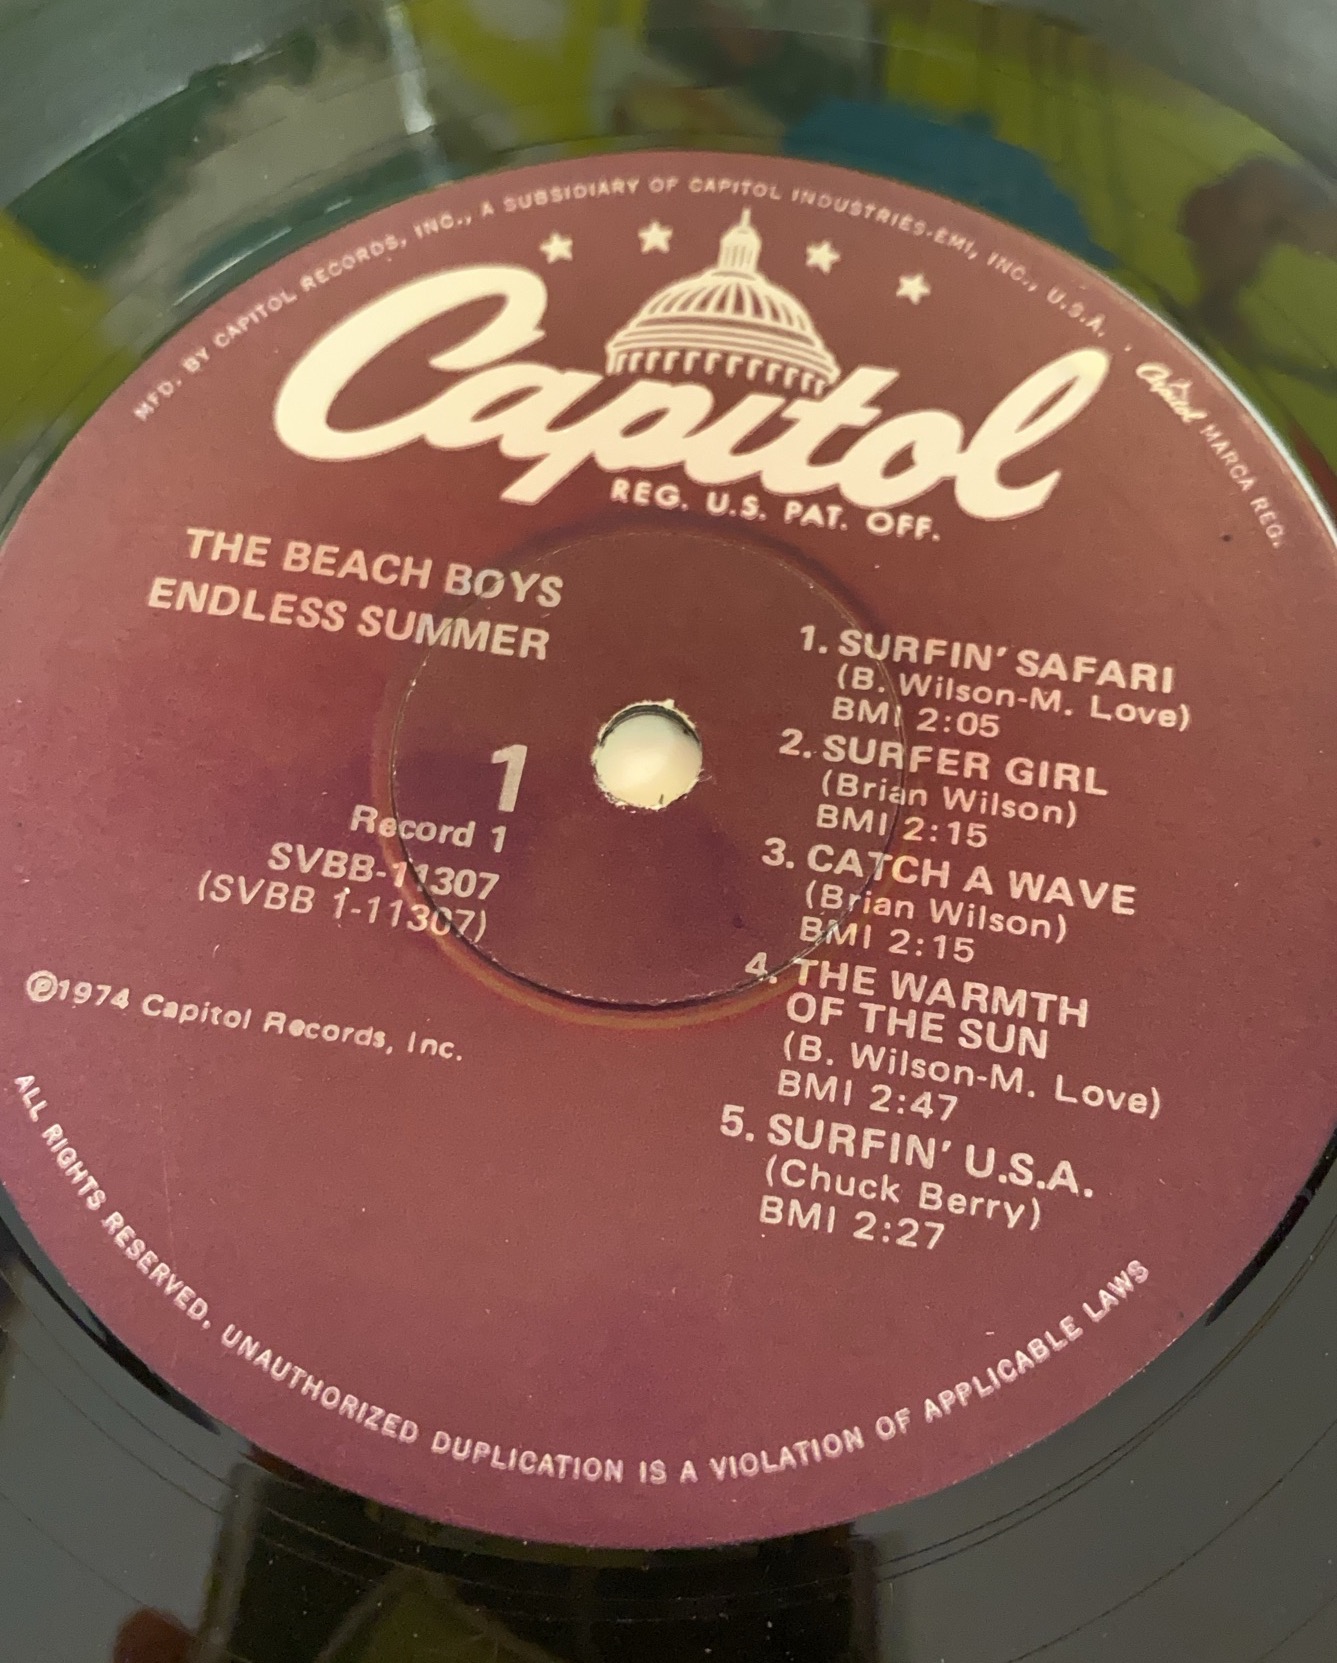 MFD. BY CAPITOL RECORDS, INC., A SUBSIDIARY OF CAPITOL INDUSTRIES-EMI, INC., U.S.A. . Capitol MARCA REG.
Capitol
REG. U.S. PAT. OFF.
THE BEACH BOYS
ENDLESS SUMMER
1
Record 1
SVBB-11307
(SVBB 1-11307)
℗1974 Capitol Records, Inc.
1. SURFIN' SAFARI
(B. Wilson-M. Love)
BMI 2:05
2. SURFER GIRL
(Brian Wilson)
BMI 2:15
3. CATCH A WAVE
(Brian Wilson)
BMI 2:15
4. THE WARMTH
OF THE SUN
(B. Wilson-M. Love)
BMI 2:47
5. SURFIN' U.S.A.
(Chuck Berry)
BMI 2:27
ALL RIGHTS RESERVED. UNAUTHORIZED DUPLICATION IS A VIOLATION OF APPLICABLE LAWS